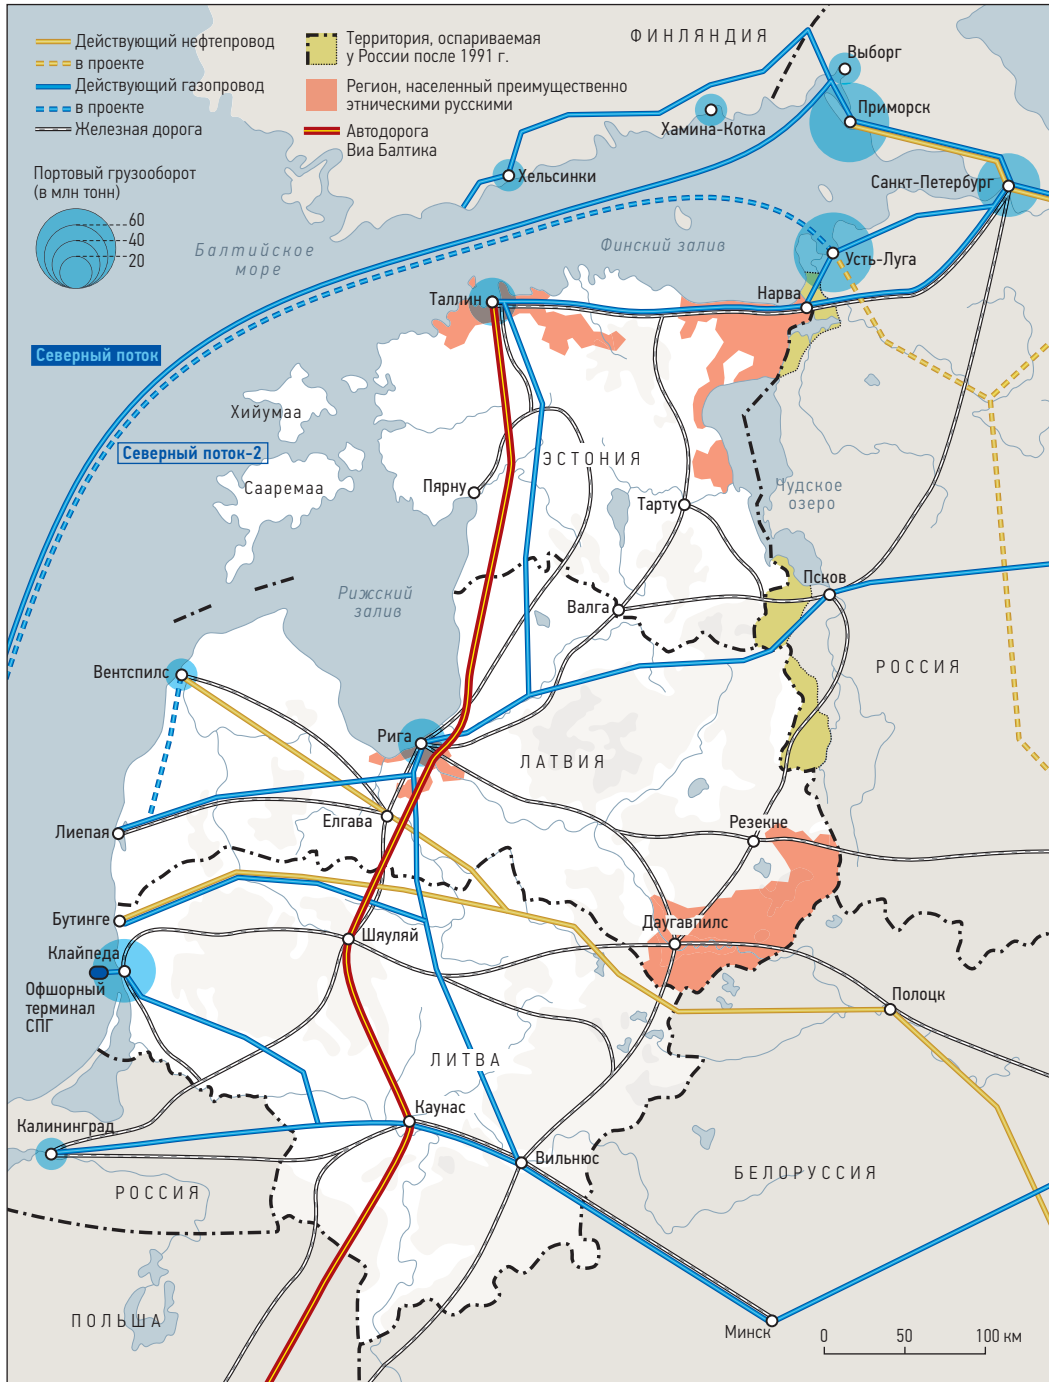 Действующий нефтепровод
в проекте
Действующий газопровод
в проекте
Железная дорога
Территория, оспариваемая
у России после 1991 г.
Регион, населенный преимущественно
этническими русскими
Автодорога
Виа Балтика
Портовый грузооборот
(в млн тонн)
60
40
20
ФИНЛЯНДИЯ
Выборг
Приморск
Хамина-Котка
Хельсинки
Санкт-Петербург
Балтийское
море
Финский залив
Усть-Луга
Таллин
Нарва
Северный поток
Хийумаа
Северный поток-2
ЭСТОНИЯ
Сааремаа
Пярну
Тарту
Чудское
озеро
Псков
Рижский
залив
Валга
Вентспилс
РОССИЯ
Рига
ЛАТВИЯ
Елгава
Резекне
Лиепая
Бутинге
Даугавпилс
Шяуляй
Клайпеда
Офшорный
терминал
СПГ
Полоцк
ЛИТВА
Каунас
Калининград
Вильнюс
БЕЛОРУССИЯ
РОССИЯ
ПОЛЬША
Минск
0
50
100 км